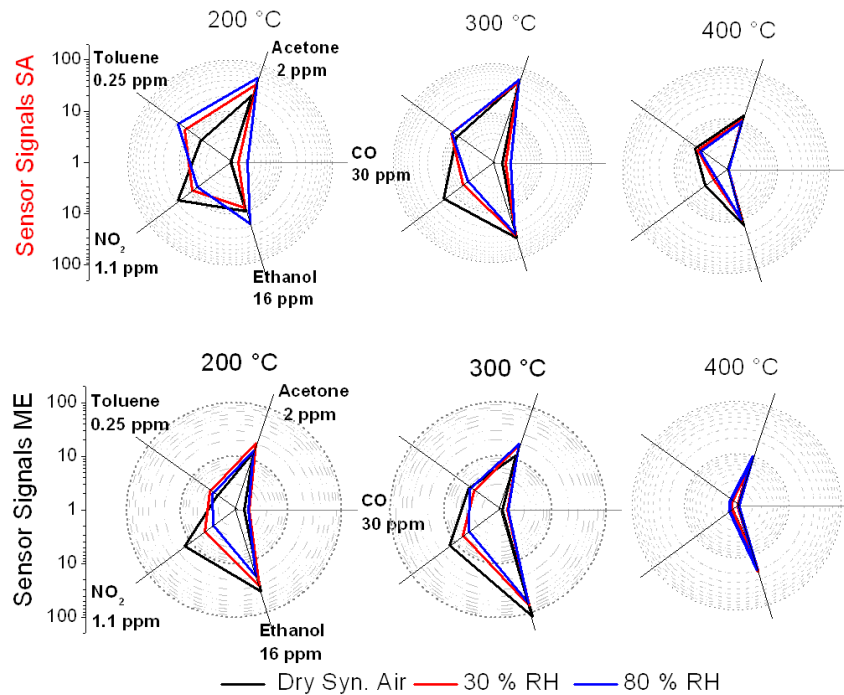 200 °C
300 °C
400 °C
Sensor Signals SA
100
10
1
10
100
Toluene
0.25 ppm
Acetone
2 ppm
CO
30 ppm
NO2
1.1 ppm
Ethanol
16 ppm
200 °C
300 °C
400 °C
Sensor Signals ME
100
10
1
10
100
Toluene
0.25 ppm
Acetone
2 ppm
CO
30 ppm
NO2
1.1 ppm
Ethanol
16 ppm
Dry Syn. Air 30 % RH 80 % RH